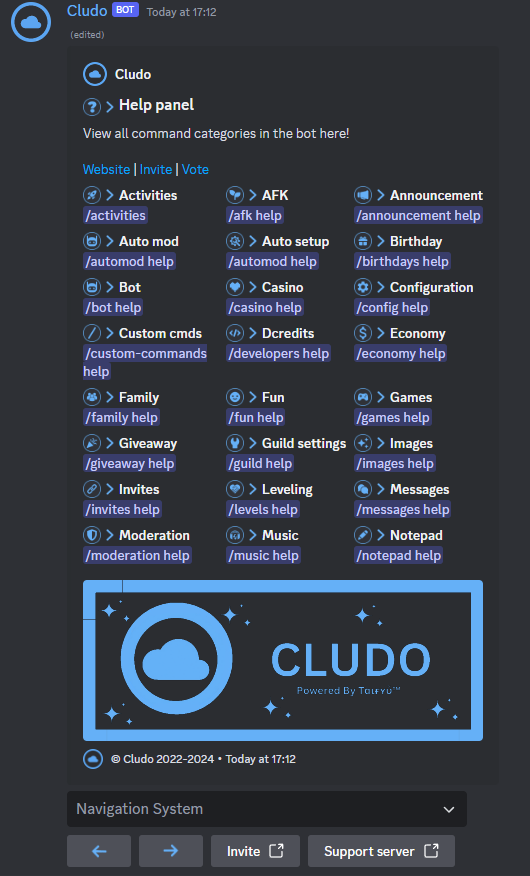 Cludo BOT Today at 17:12
(edited)
Cludo
Help panel
View all command categories in the bot here!
Website | Invite | Vote
Activities AFK Announcement
/activities /afk help /announcement help
Auto mod Auto setup Birthday
/automod help /automod help /birthdays help
Bot Casino Configuration
/bot help /casino help /config help
Custom cmds Dcredits Economy
/custom-commands /developers help /economy help
help
Family Fun Games
/family help /fun help /games help
Giveaway Guild settings Images
/giveaway help /guild help /images help
Invites Leveling Messages
/invites help /levels help /messages help
Moderation Music Notepad
/moderation help /music help /notepad help
CLUDO
Powered By
© Cludo 2022-2024 • Today at 17:12
Navigation System
Invite Support server